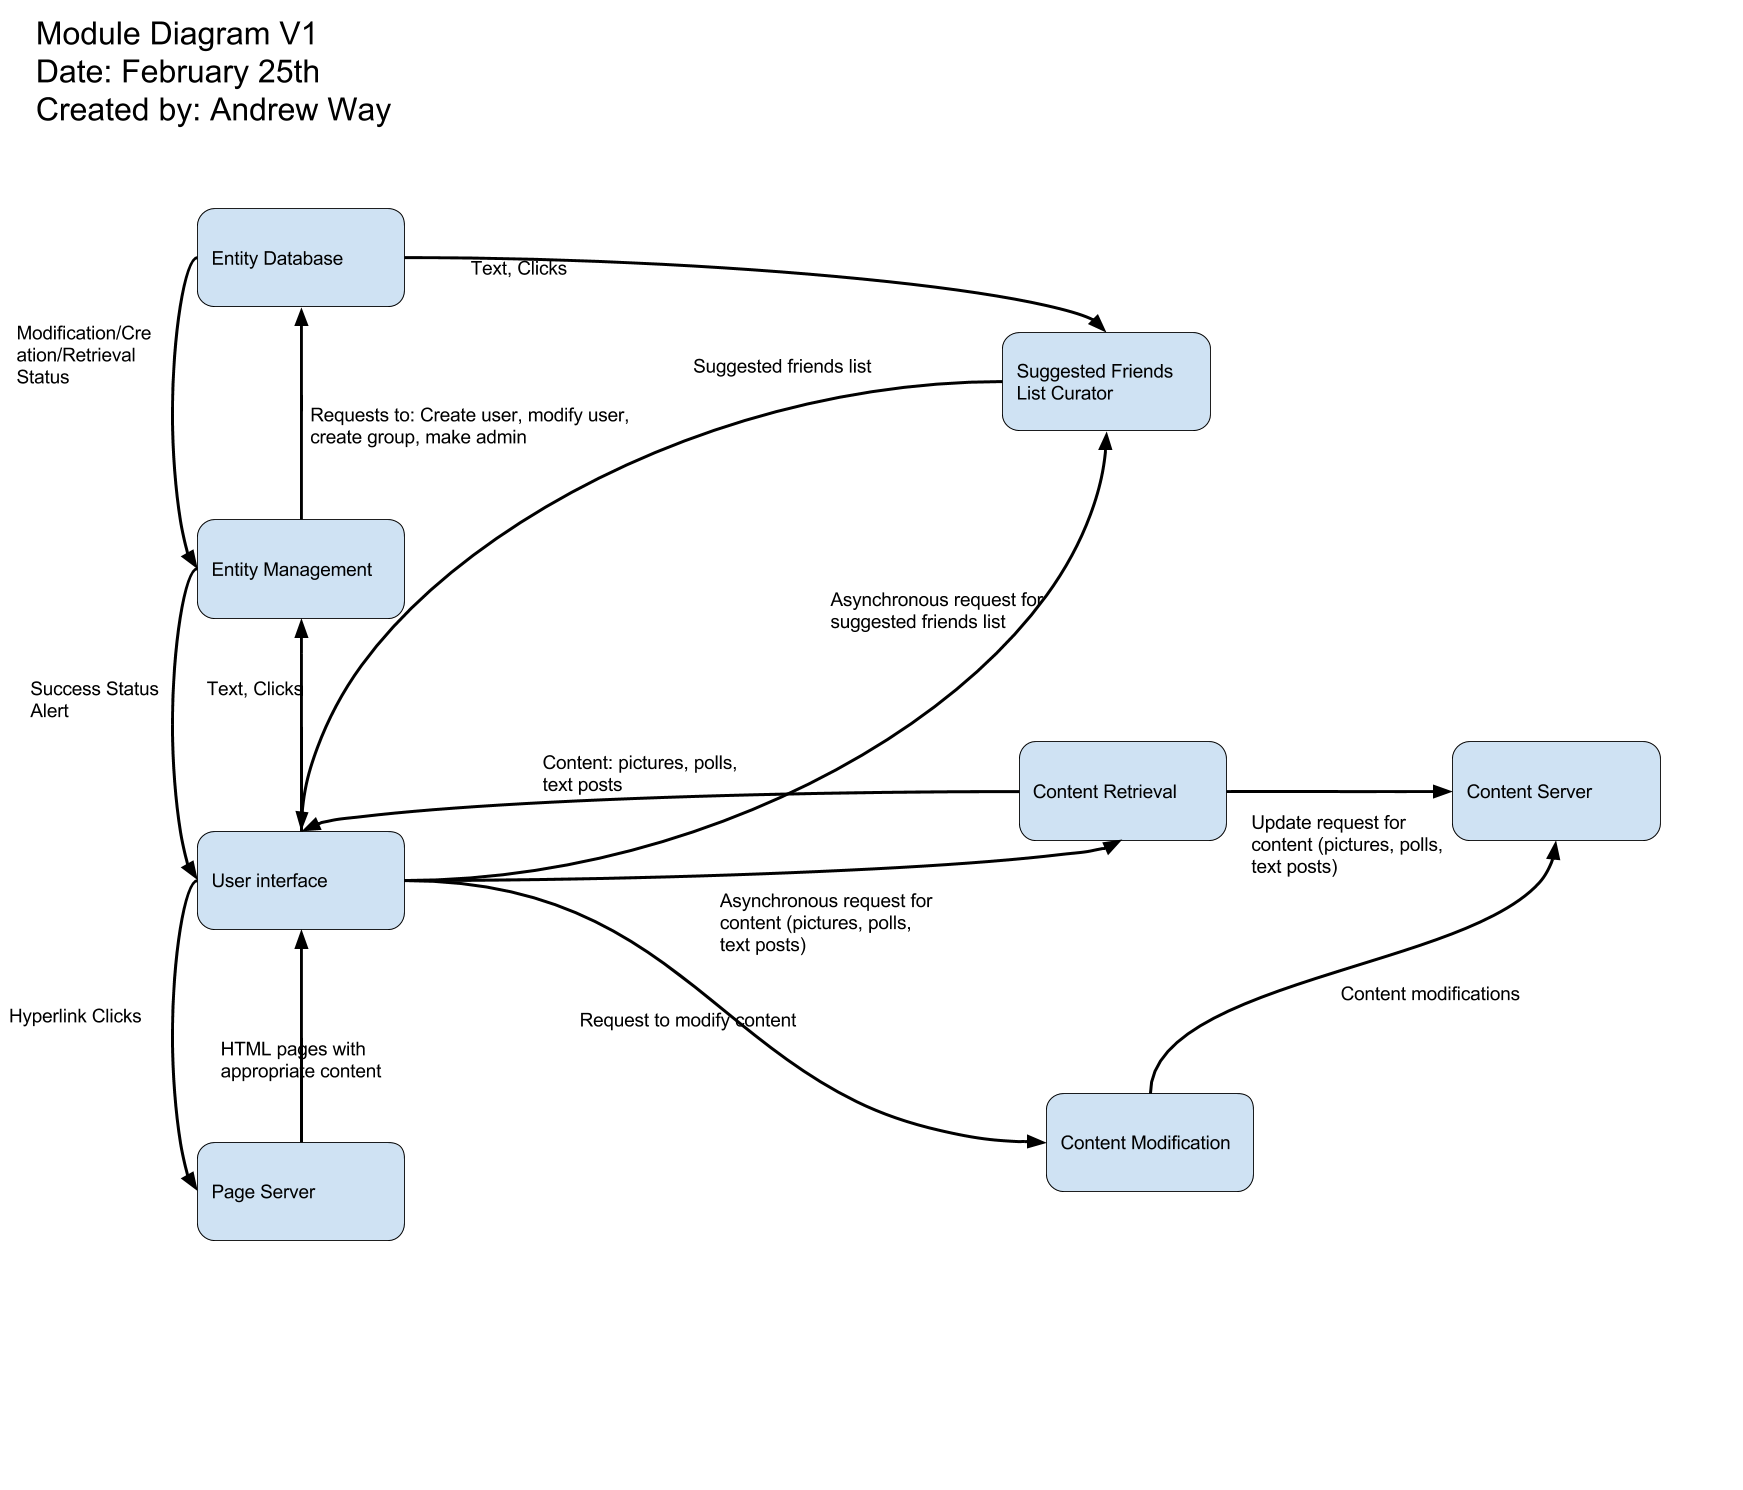 Module Diagram V1
Date: February 25th
Created by: Andrew Way
Entity Database
Text, Clicks
Modification/Cre
ation/Retrieval
Status
Suggested friends list
Suggested Friends
List Curator
Requests to: Create user, modify user,
create group, make admin
Entity Management
Asynchronous request for
suggested friends list
Success Status
Alert
Text, Clicks
Content: pictures, polls,
text posts
Content Retrieval
Content Server
Update request for
content (pictures, polls,
text posts)
User interface
Asynchronous request for
content (pictures, polls,
text posts)
Content modifications
Hyperlink Clicks
Request to modify content
HTML pages with
appropriate content
Content Modification
Page Server